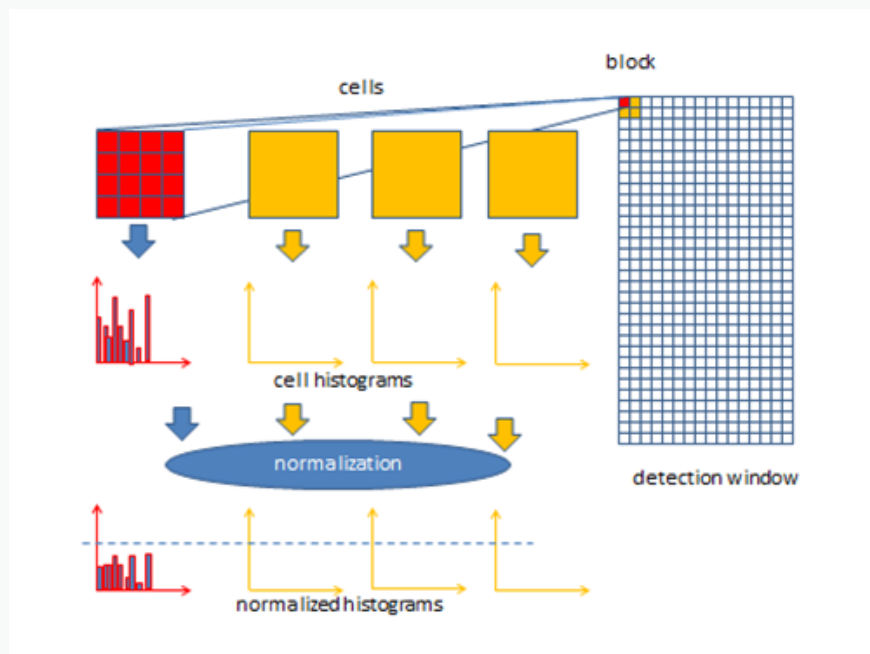 block
cells
cell histograms
normalization
detection window
normalized histograms